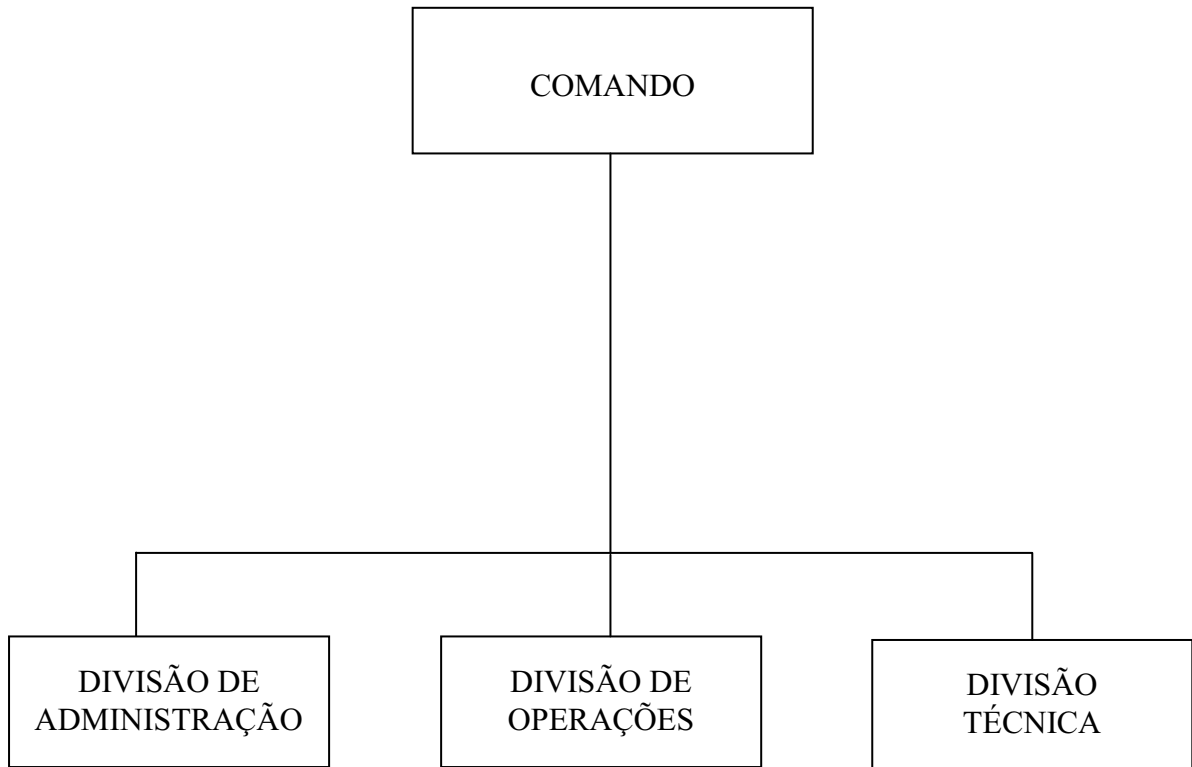 COMANDO
DIVISÃO DE
ADMINISTRAÇÃO
DIVISÃO DE
OPERAÇÕES
DIVISÃO
TÉCNICA